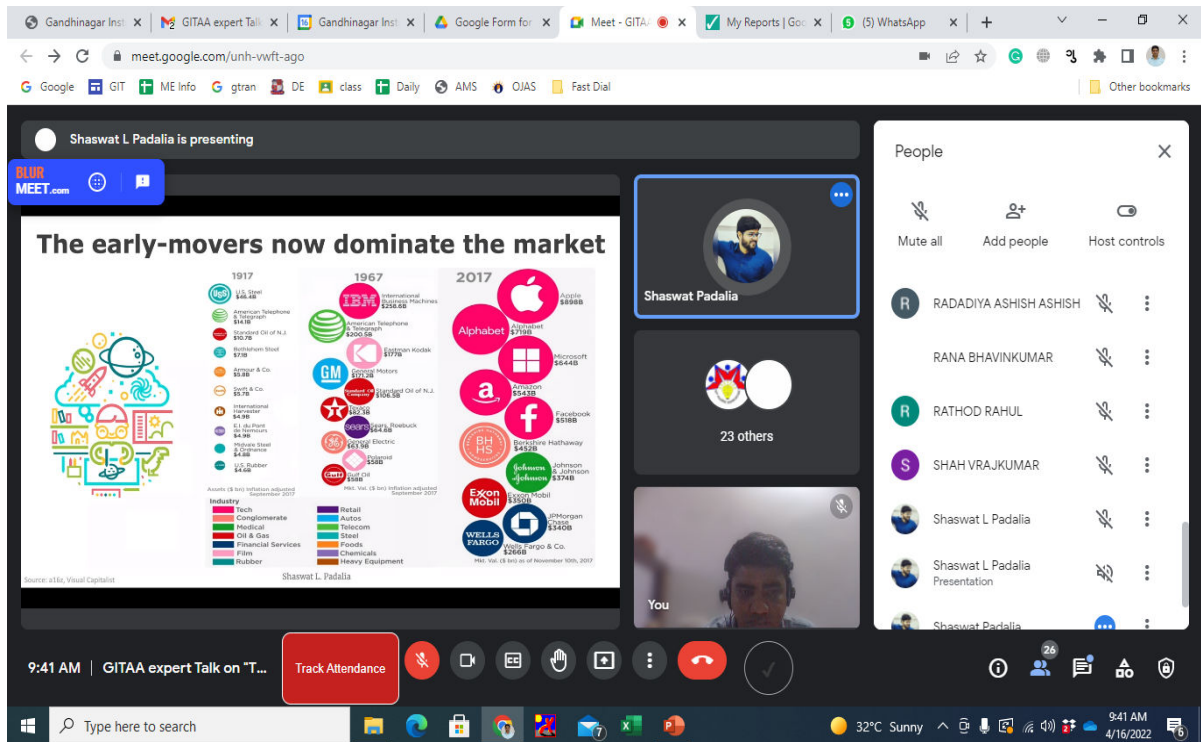 Gandhinagar Inst
GITAA expert Talk
Gandhinagar Inst
Google Form for
Meet - GITA
My Reports | Goo
(5) WhatsApp
meet.google.com/unh-vwft-ago
Google
GIT
ME Info
gtran
DE
class
Daily
AMS
OJAS
Fast Dial
Other bookmarks
Shaswat L Padalia is presenting
BLUR
MEET.com
The early-movers now dominate the market
1917
U.S. Steel
$46.4B
American Telephone
& Telegraph
$14.1B
Standard Oil of N.J.
$10.7B
Bethlehem Steel
$7.1B
Armour & Co.
$5.8B
Swift & Co.
$5.7B
International
Harvester
$4.9B
E.I. du Pont
de Nemours
$4.9B
Midvale Steel
& Ordnance
$4.8B
U.S. Rubber
$4.6B
Assets ($ bn) Inflation adjusted
September 2017
1967
IBM
International
Business Machines
$258.6B
American Telephone
& Telegraph
$200.5B
Eastman Kodak
$177B
GM
General Motors
$171.2B
Standard Oil of N.J.
$106.5B
Texaco
$82.3B
Sears
Sears, Roebuck
$64.6B
General Electric
$63.9B
Polaroid
$58B
Gulf
Gulf Oil
$58B
Mkt. Val. ($ bn) Inflation adjusted
September 2017
2017
Apple
$898B
Alphabet
Alphabet
$719B
Microsoft
$644B
a
Amazon
$543B
f
Facebook
$518B
BH
HS
Berkshire Hathaway
$452B
Johnson
& Johnson
Johnson
& Johnson
$374B
Exxon
Mobil
Exxon Mobil
$350B
JPMorgan
Chase
$340B
WELLS
FARGO
Wells Fargo & Co.
$266B
Mkt. Val. ($ bn) as of November 10th, 2017
Industry
Tech
Conglomerate
Medical
Oil & Gas
Financial Services
Film
Rubber
Retail
Autos
Telecom
Steel
Foods
Chemicals
Heavy Equipment
Source: a16z, Visual Capitalist
Shaswat L. Padalia
Shaswat Padalia
23 others
You
People
Mute all
Add people
Host controls
R
RADADIYA ASHISH ASHISH
RANA BHAVINKUMAR
R
RATHOD RAHUL
S
SHAH VRAJKUMAR
Shaswat L Padalia
Shaswat L Padalia
Presentation
Shaswat Padalia
9:41 AM | GITAA expert Talk on "T...
Track Attendance
26
Type here to search
32°C Sunny
9:41 AM
4/16/2022